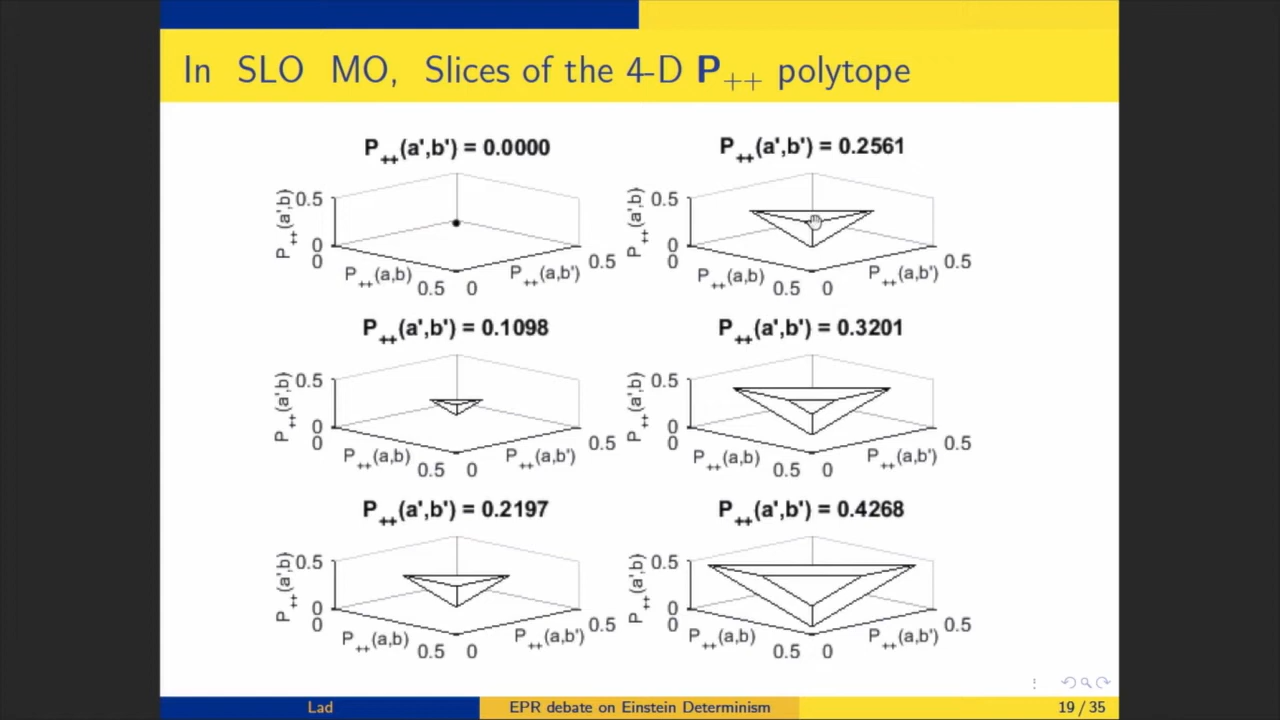 In SLO MO, Slices of the 4-D P++ polytope
P++(a',b') = 0.0000
P++(a',b)
0.5
0
0
P++(a,b)
0.5
0
P++(a,b')
0.5
P++(a',b') = 0.2561
P++(a',b)
0.5
0
0
P++(a,b)
0.5
0
P++(a,b')
0.5
P++(a',b') = 0.1098
P++(a',b)
0.5
0
0
P++(a,b)
0.5
0
P++(a,b')
0.5
P++(a',b') = 0.3201
P++(a',b)
0.5
0
0
P++(a,b)
0.5
0
P++(a,b')
0.5
P++(a',b') = 0.2197
P++(a',b)
0.5
0
0
P++(a,b)
0.5
0
P++(a,b')
0.5
P++(a',b') = 0.4268
P++(a',b)
0.5
0
0
P++(a,b)
0.5
0
P++(a,b')
0.5
Lad
EPR debate on Einstein Determinism
19 / 35